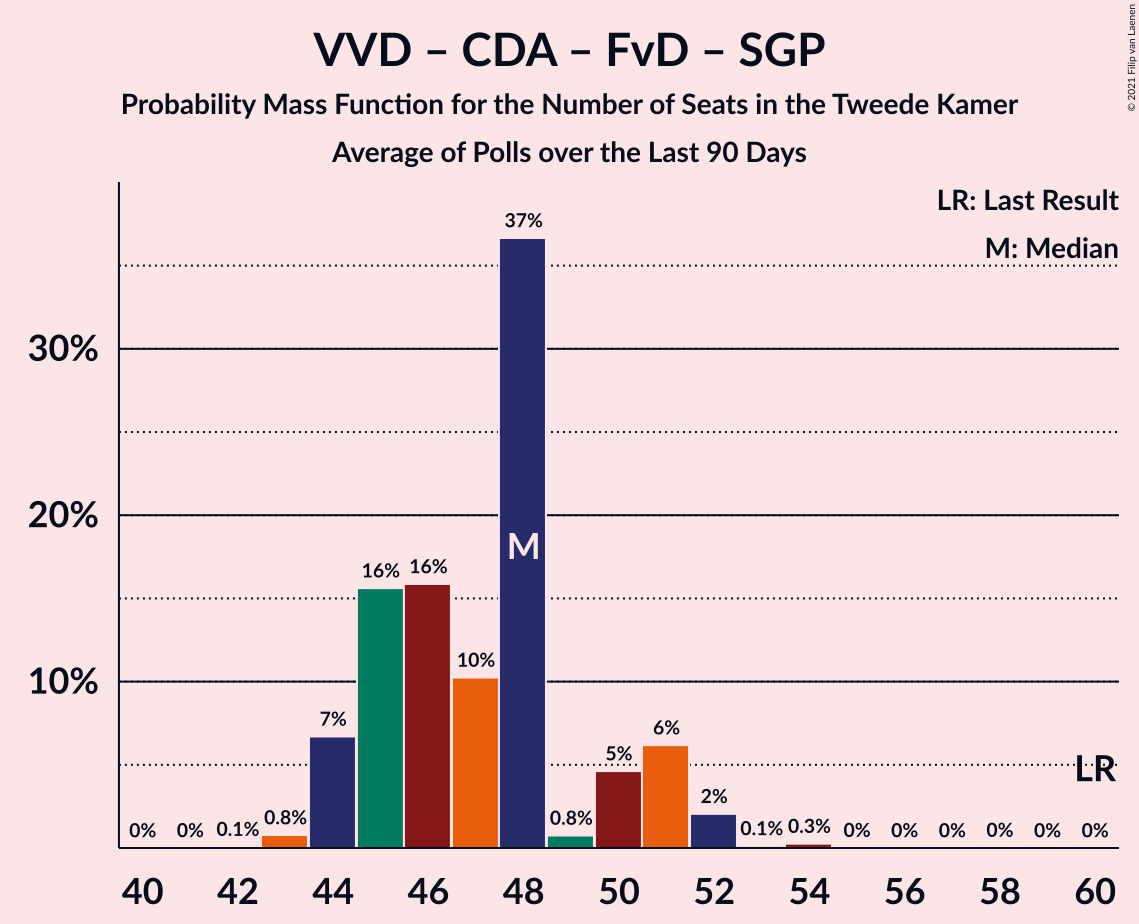 VVD – CDA – FvD – SGP
Probability Mass Function for the Number of Seats in the Tweede Kamer
Average of Polls over the Last 90 Days
© 2021 Filip van Laenen
LR: Last Result
M: Median
37%
30%
M
20%
16%
16%
10%
10%
7%
6%
5%
LR
2%
0%
0%
0.1%
0.8%
0.8%
0.1%
0.3%
0%
0%
0%
0%
0%
0%
40 42 44 46 48 50 52 54 56 58 60